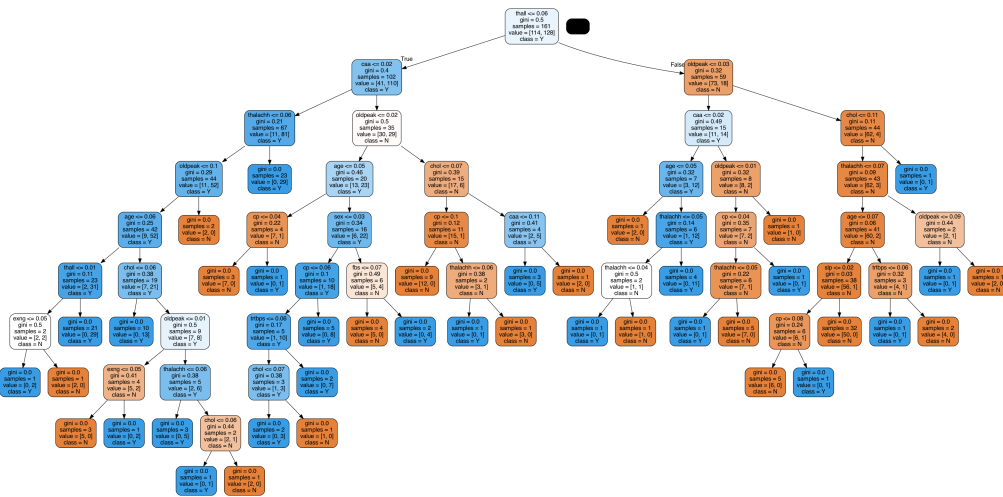 thall <= 0.06
gini = 0.5
samples = 161
value = [114, 128]
class = Y
True
False
caa <= 0.02
gini = 0.4
samples = 102
value = [41, 110]
class = Y
oldpeak <= 0.03
gini = 0.32
samples = 59
value = [73, 18]
class = N
thalachh <= 0.06
gini = 0.21
samples = 67
value = [11, 81]
class = Y
oldpeak <= 0.02
gini = 0.5
samples = 35
value = [30, 29]
class = N
caa <= 0.02
gini = 0.49
samples = 15
value = [11, 14]
class = Y
chol <= 0.11
gini = 0.11
samples = 44
value = [62, 4]
class = N
oldpeak <= 0.1
gini = 0.29
samples = 44
value = [11, 52]
class = Y
gini = 0.0
samples = 23
value = [0, 29]
class = Y
age <= 0.05
gini = 0.46
samples = 20
value = [13, 23]
class = Y
chol <= 0.07
gini = 0.39
samples = 15
value = [17, 6]
class = N
age <= 0.05
gini = 0.32
samples = 7
value = [3, 12]
class = Y
oldpeak <= 0.01
gini = 0.32
samples = 8
value = [8, 2]
class = N
thalachh <= 0.07
gini = 0.09
samples = 43
value = [62, 3]
class = N
gini = 0.0
samples = 1
value = [0, 1]
class = Y
age <= 0.06
gini = 0.25
samples = 42
value = [9, 52]
class = Y
gini = 0.0
samples = 2
value = [2, 0]
class = N
cp <= 0.04
gini = 0.22
samples = 4
value = [7, 1]
class = N
sex <= 0.03
gini = 0.34
samples = 16
value = [6, 22]
class = Y
cp <= 0.1
gini = 0.12
samples = 11
value = [15, 1]
class = N
caa <= 0.11
gini = 0.41
samples = 4
value = [2, 5]
class = Y
gini = 0.0
samples = 1
value = [2, 0]
class = N
thalachh <= 0.05
gini = 0.14
samples = 6
value = [1, 12]
class = Y
cp <= 0.04
gini = 0.35
samples = 7
value = [7, 2]
class = N
gini = 0.0
samples = 1
value = [1, 0]
class = N
age <= 0.07
gini = 0.06
samples = 41
value = [60, 2]
class = N
oldpeak <= 0.09
gini = 0.44
samples = 2
value = [2, 1]
class = N
thall <= 0.01
gini = 0.11
samples = 23
value = [2, 31]
class = Y
chol <= 0.06
gini = 0.38
samples = 19
value = [7, 21]
class = Y
gini = 0.0
samples = 3
value = [7, 0]
class = N
gini = 0.0
samples = 1
value = [0, 1]
class = Y
cp <= 0.06
gini = 0.1
samples = 10
value = [1, 18]
class = Y
fbs <= 0.07
gini = 0.49
samples = 6
value = [5, 4]
class = N
gini = 0.0
samples = 9
value = [12, 0]
class = N
thalachh <= 0.06
gini = 0.38
samples = 2
value = [3, 1]
class = N
gini = 0.0
samples = 3
value = [0, 5]
class = Y
gini = 0.0
samples = 1
value = [2, 0]
class = N
thalachh <= 0.04
gini = 0.5
samples = 2
value = [1, 1]
class = N
gini = 0.0
samples = 4
value = [0, 11]
class = Y
thalachh <= 0.05
gini = 0.22
samples = 6
value = [7, 1]
class = N
gini = 0.0
samples = 1
value = [0, 1]
class = Y
slp <= 0.02
gini = 0.03
samples = 38
value = [56, 1]
class = N
trtbps <= 0.06
gini = 0.32
samples = 3
value = [4, 1]
class = N
gini = 0.0
samples = 1
value = [0, 1]
class = Y
gini = 0.0
samples = 1
value = [2, 0]
class = N
exng <= 0.05
gini = 0.5
samples = 2
value = [2, 2]
class = N
gini = 0.0
samples = 21
value = [0, 29]
class = Y
gini = 0.0
samples = 10
value = [0, 13]
class = Y
oldpeak <= 0.01
gini = 0.5
samples = 9
value = [7, 8]
class = Y
trtbps <= 0.06
gini = 0.17
samples = 5
value = [1, 10]
class = Y
gini = 0.0
samples = 5
value = [0, 8]
class = Y
gini = 0.0
samples = 4
value = [5, 0]
class = N
gini = 0.0
samples = 2
value = [0, 4]
class = Y
gini = 0.0
samples = 1
value = [0, 1]
class = Y
gini = 0.0
samples = 1
value = [3, 0]
class = N
gini = 0.0
samples = 1
value = [0, 1]
class = Y
gini = 0.0
samples = 1
value = [1, 0]
class = N
gini = 0.0
samples = 1
value = [0, 1]
class = Y
gini = 0.0
samples = 5
value = [7, 0]
class = N
cp <= 0.08
gini = 0.24
samples = 6
value = [6, 1]
class = N
gini = 0.0
samples = 32
value = [50, 0]
class = N
gini = 0.0
samples = 1
value = [0, 1]
class = Y
gini = 0.0
samples = 2
value = [4, 0]
class = N
gini = 0.0
samples = 1
value = [0, 2]
class = Y
gini = 0.0
samples = 1
value = [2, 0]
class = N
exng <= 0.05
gini = 0.41
samples = 4
value = [5, 2]
class = N
thalachh <= 0.06
gini = 0.38
samples = 5
value = [2, 6]
class = Y
chol <= 0.07
gini = 0.38
samples = 3
value = [1, 3]
class = Y
gini = 0.0
samples = 2
value = [0, 7]
class = Y
gini = 0.0
samples = 5
value = [6, 0]
class = N
gini = 0.0
samples = 1
value = [0, 1]
class = Y
gini = 0.0
samples = 3
value = [5, 0]
class = N
gini = 0.0
samples = 1
value = [0, 2]
class = Y
gini = 0.0
samples = 3
value = [0, 5]
class = Y
chol <= 0.06
gini = 0.44
samples = 2
value = [2, 1]
class = N
gini = 0.0
samples = 2
value = [0, 3]
class = Y
gini = 0.0
samples = 1
value = [1, 0]
class = N
gini = 0.0
samples = 1
value = [0, 1]
class = Y
gini = 0.0
samples = 1
value = [2, 0]
class = N